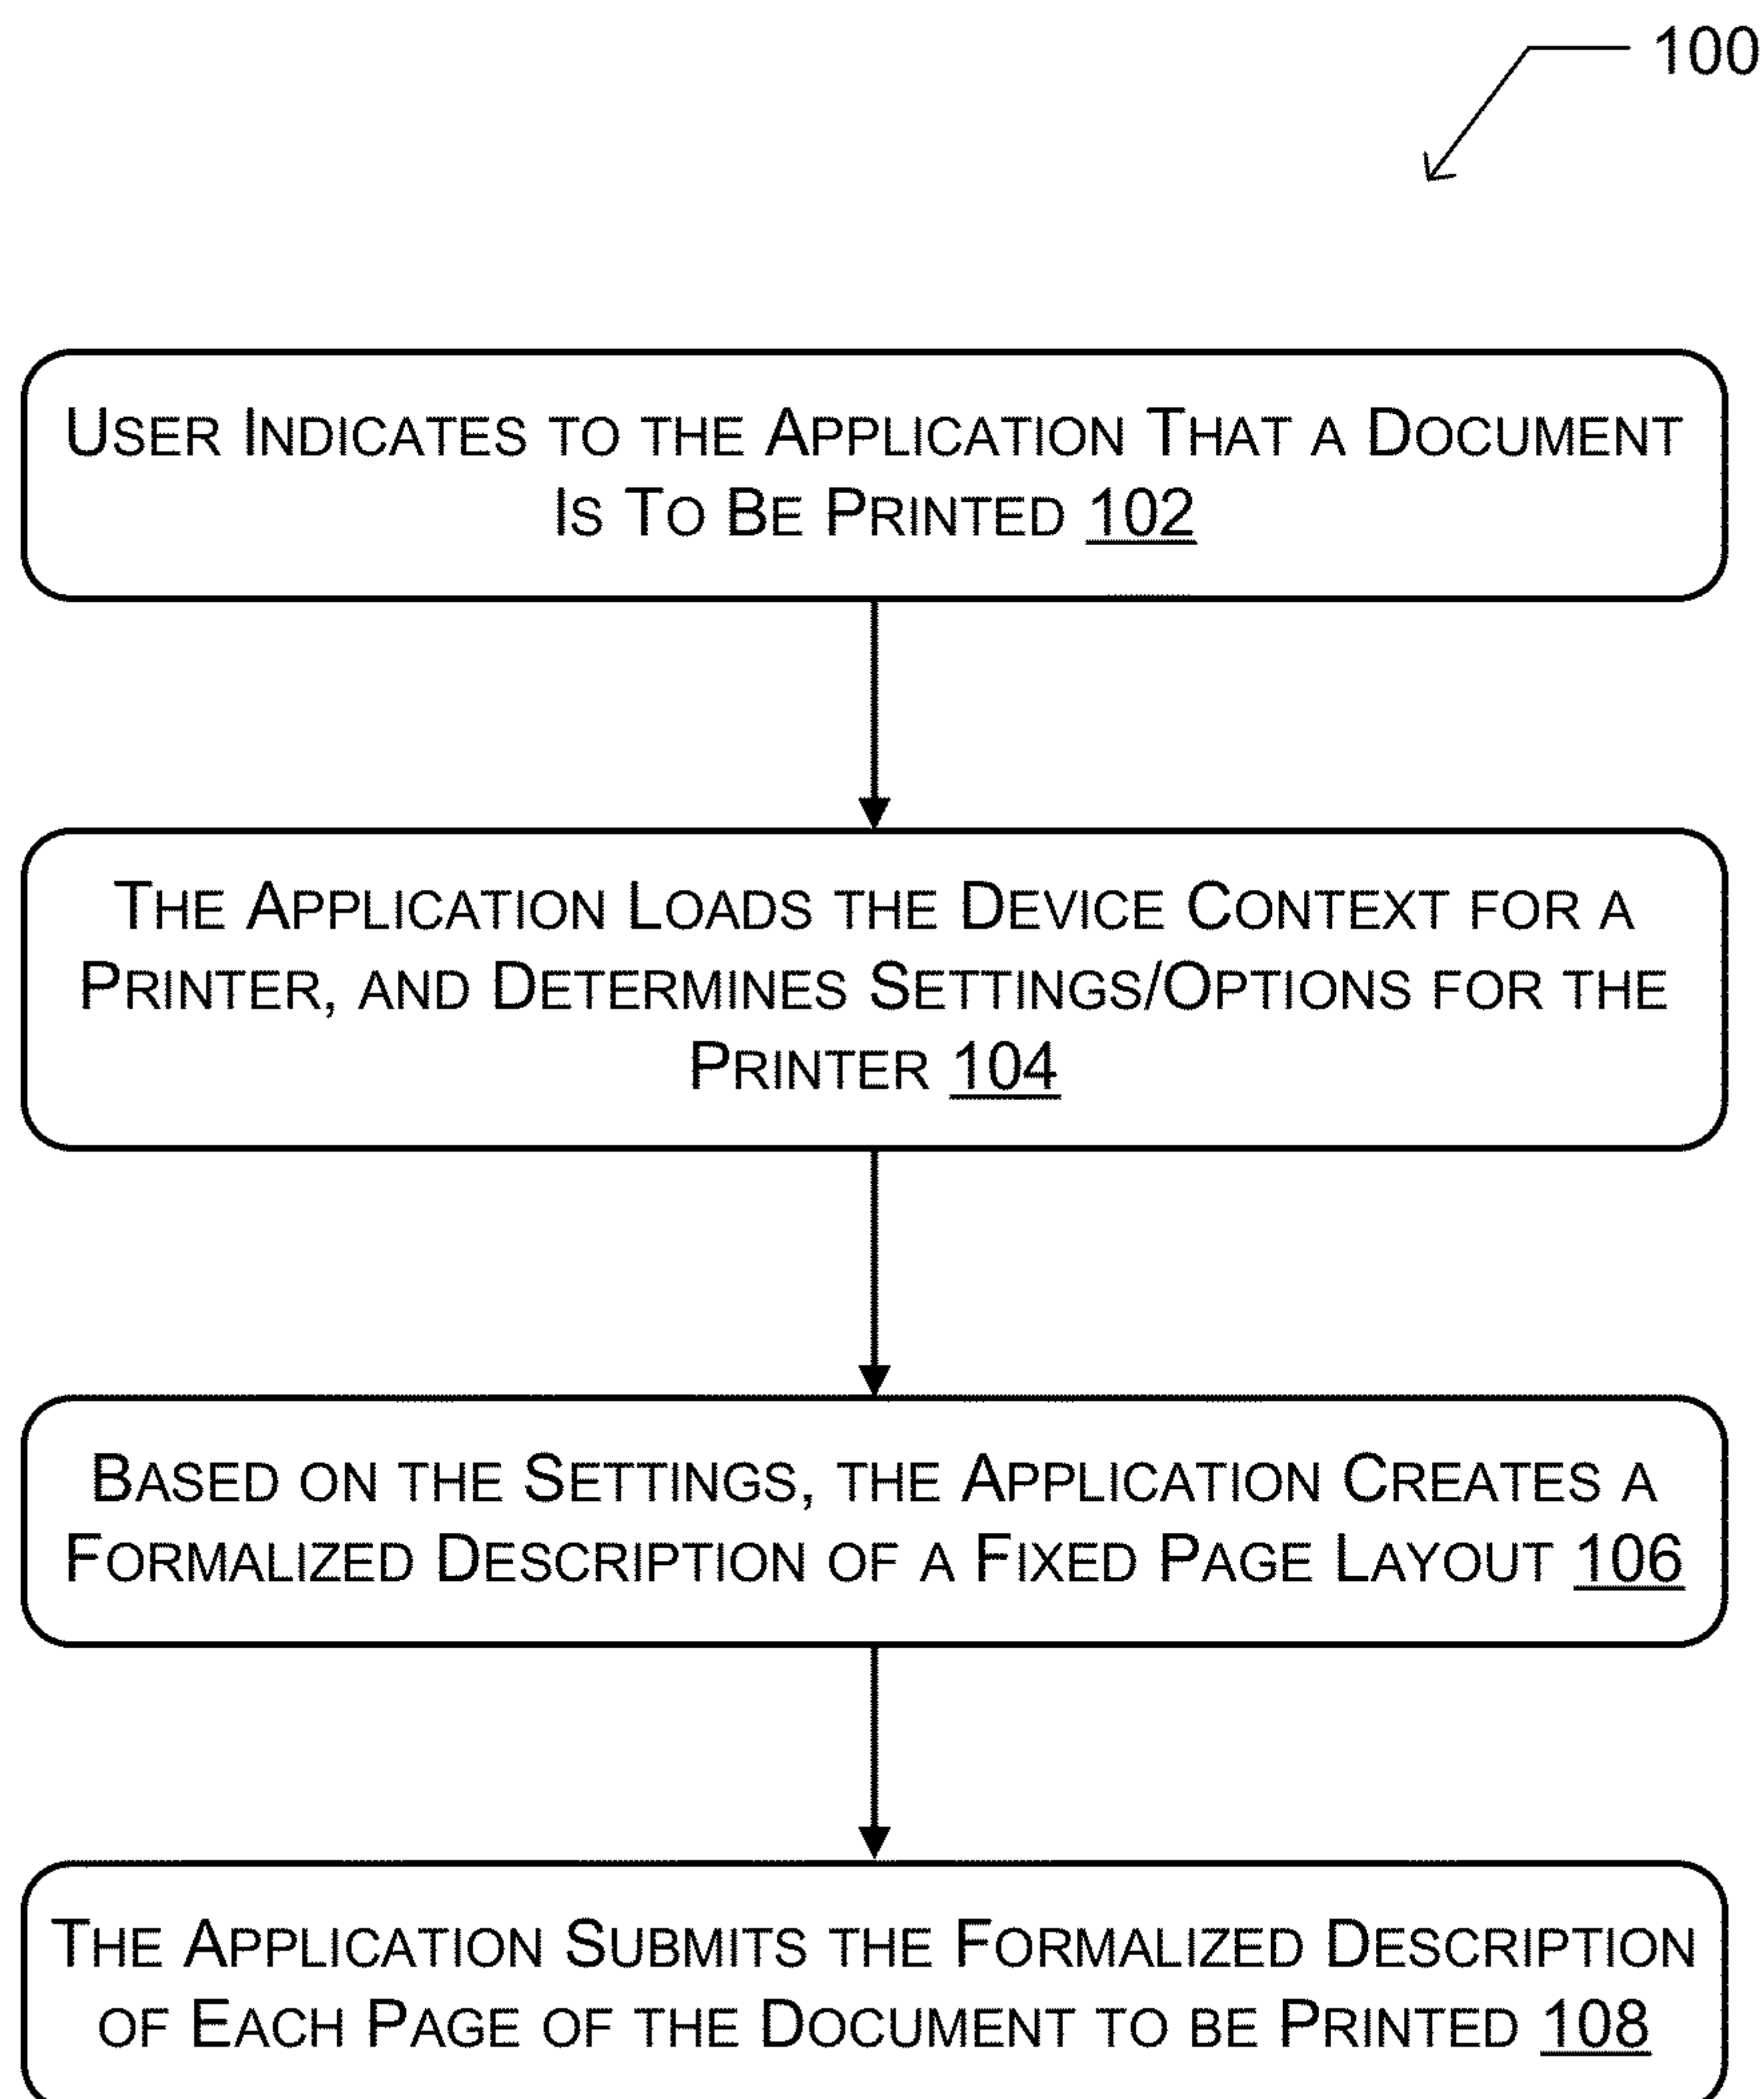 100
USER INDICATES TO THE APPLICATION THAT A DOCUMENT
IS TO BE PRINTED 102
THE APPLICATION LOADS THE DEVICE CONTEXT FOR A
PRINTER, AND DETERMINES SETTINGS/OPTIONS FOR THE
PRINTER 104
BASED ON THE SETTINGS, THE APPLICATION CREATES A
FORMALIZED DESCRIPTION OF A FIXED PAGE LAYOUT 106
THE APPLICATION SUBMITS THE FORMALIZED DESCRIPTION
OF EACH PAGE OF THE DOCUMENT TO BE PRINTED 108